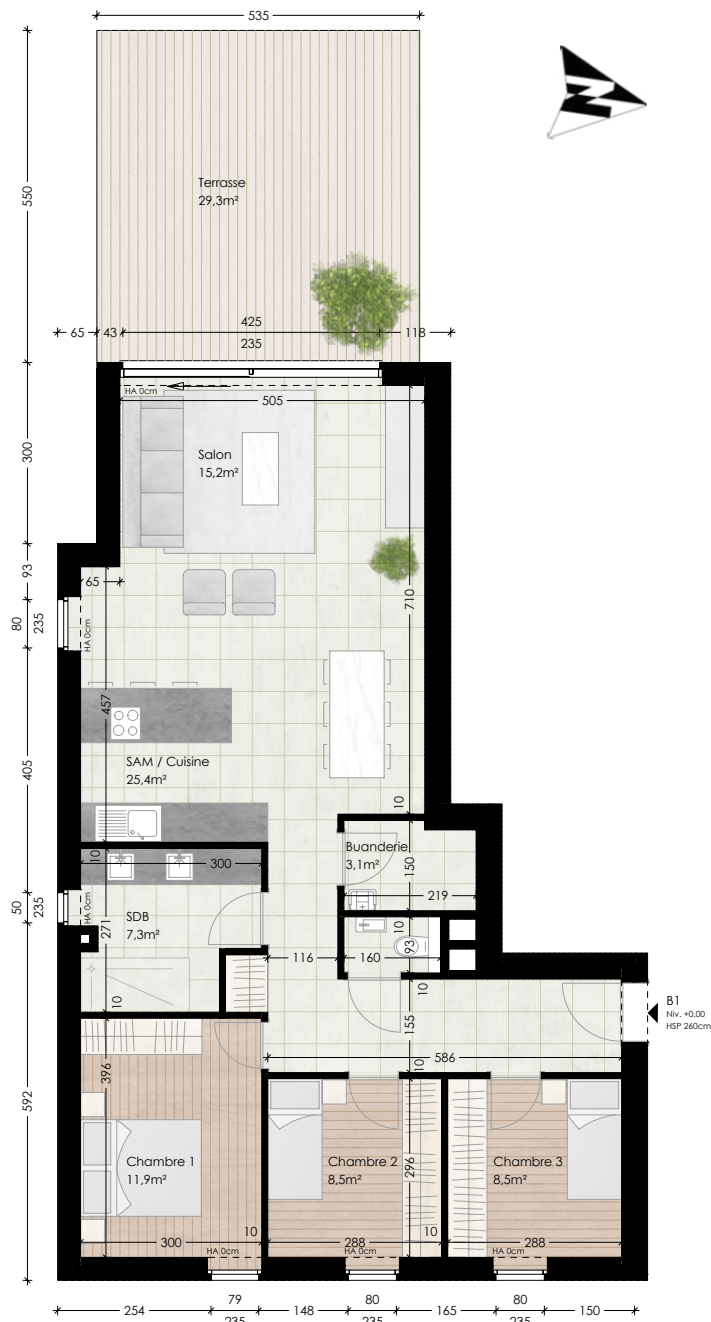 535
Terrasse
29,3m²
550
65
43
425
235
118
HA 0cm
505
Salon
15,2m²
300
93
65
80
235
HA 0cm
710
457
SAM / Cuisine
25,4m²
405
10
Buanderie
3,1m²
150
10
300
219
50
235
HA 0cm
SDB
7,3m²
271
10
93
116
160
10
10
155
B1
Niv. +0.00
HSP 260cm
586
10
396
592
Chambre 1
11,9m²
Chambre 2
8,5m²
Chambre 3
8,5m²
296
10
10
300
288
288
HA 0cm
HA 0cm
HA 0cm
254
79
235
148
80
235
165
80
235
150